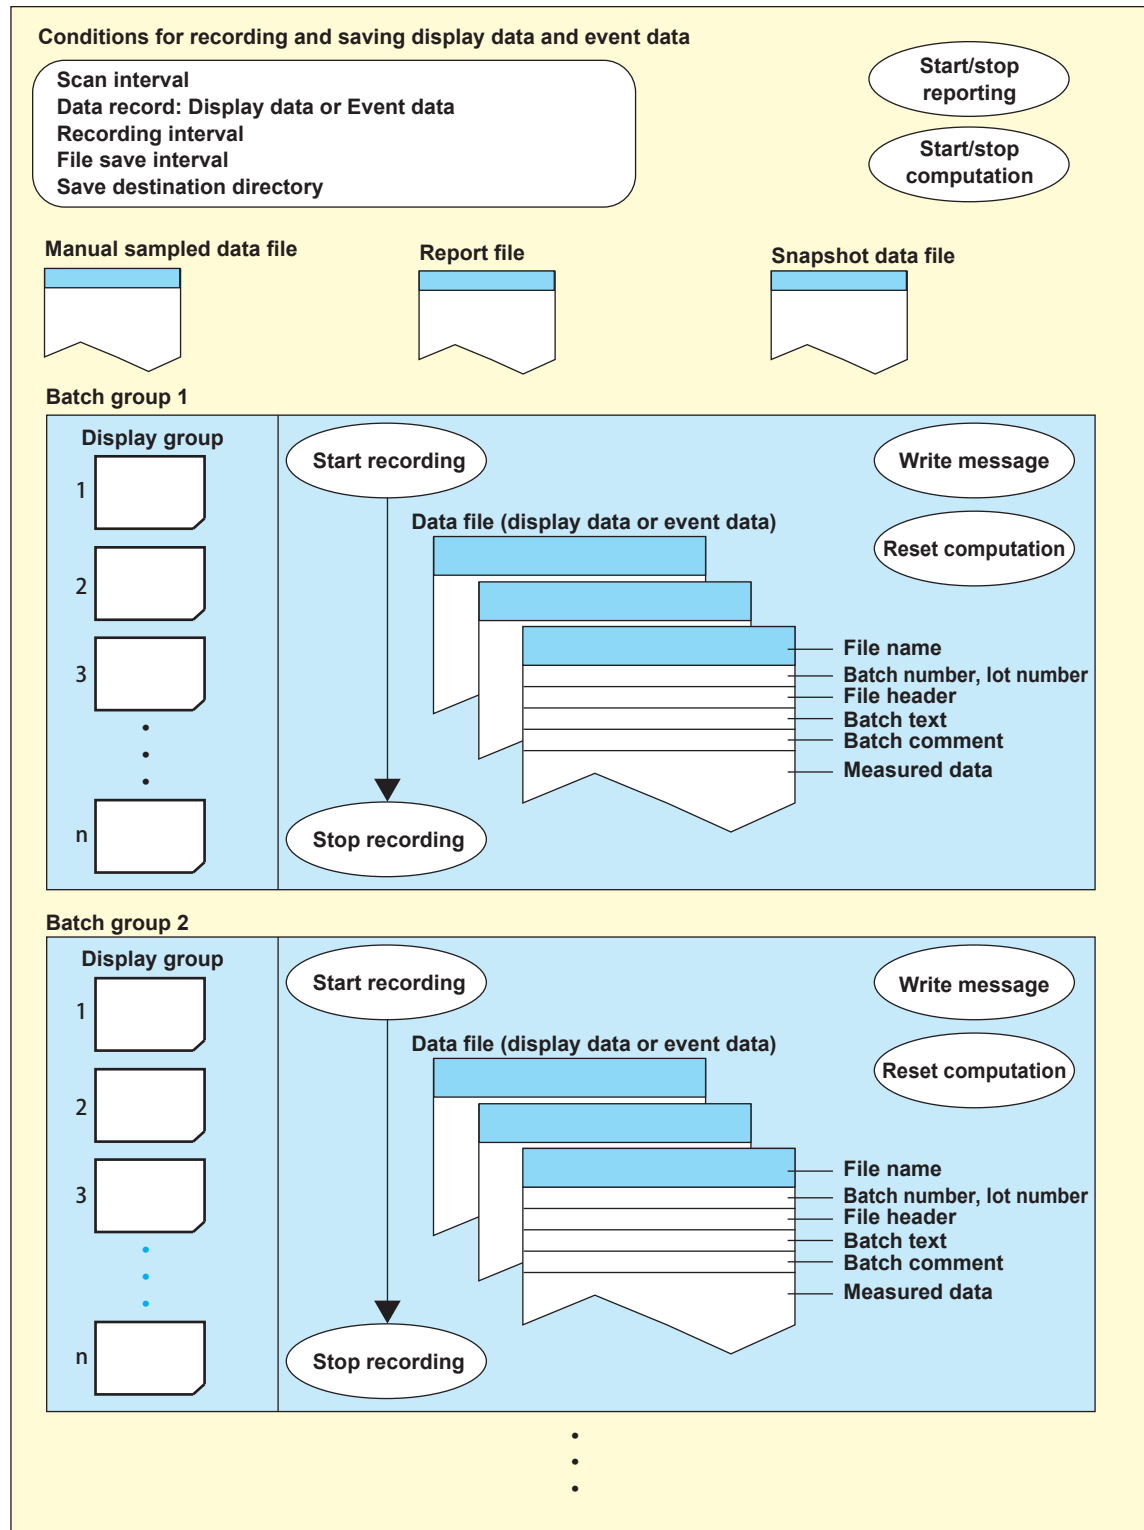 Conditions for recording and saving display data and event data
Scan interval
Data record: Display data or Event data
Recording interval
File save interval
Save destination directory
Start/stop
reporting
Start/stop
computation
Manual sampled data file
Report file
Snapshot data file
Batch group 1
Display group
1
2
3
n
Start recording
Stop recording
Data file (display data or event data)
Write message
Reset computation
File name
Batch number, lot number
File header
Batch text
Batch comment
Measured data
Batch group 2
Display group
1
2
3
n
Start recording
Stop recording
Data file (display data or event data)
Write message
Reset computation
File name
Batch number, lot number
File header
Batch text
Batch comment
Measured data